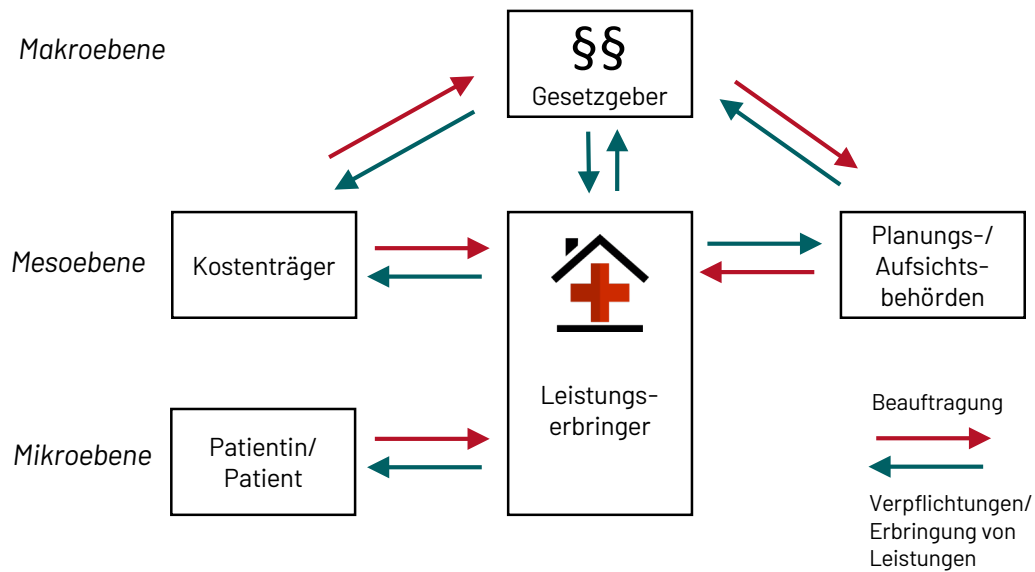 Makroebene
§§
Gesetzgeber
Mesoebene
Kostenträger
Planungs-/
Aufsichts-
behörden
Leistungs-
erbringer
Mikroebene
Patientin/
Patient
Beauftragung
Verpflichtungen/
Erbringung von
Leistungen